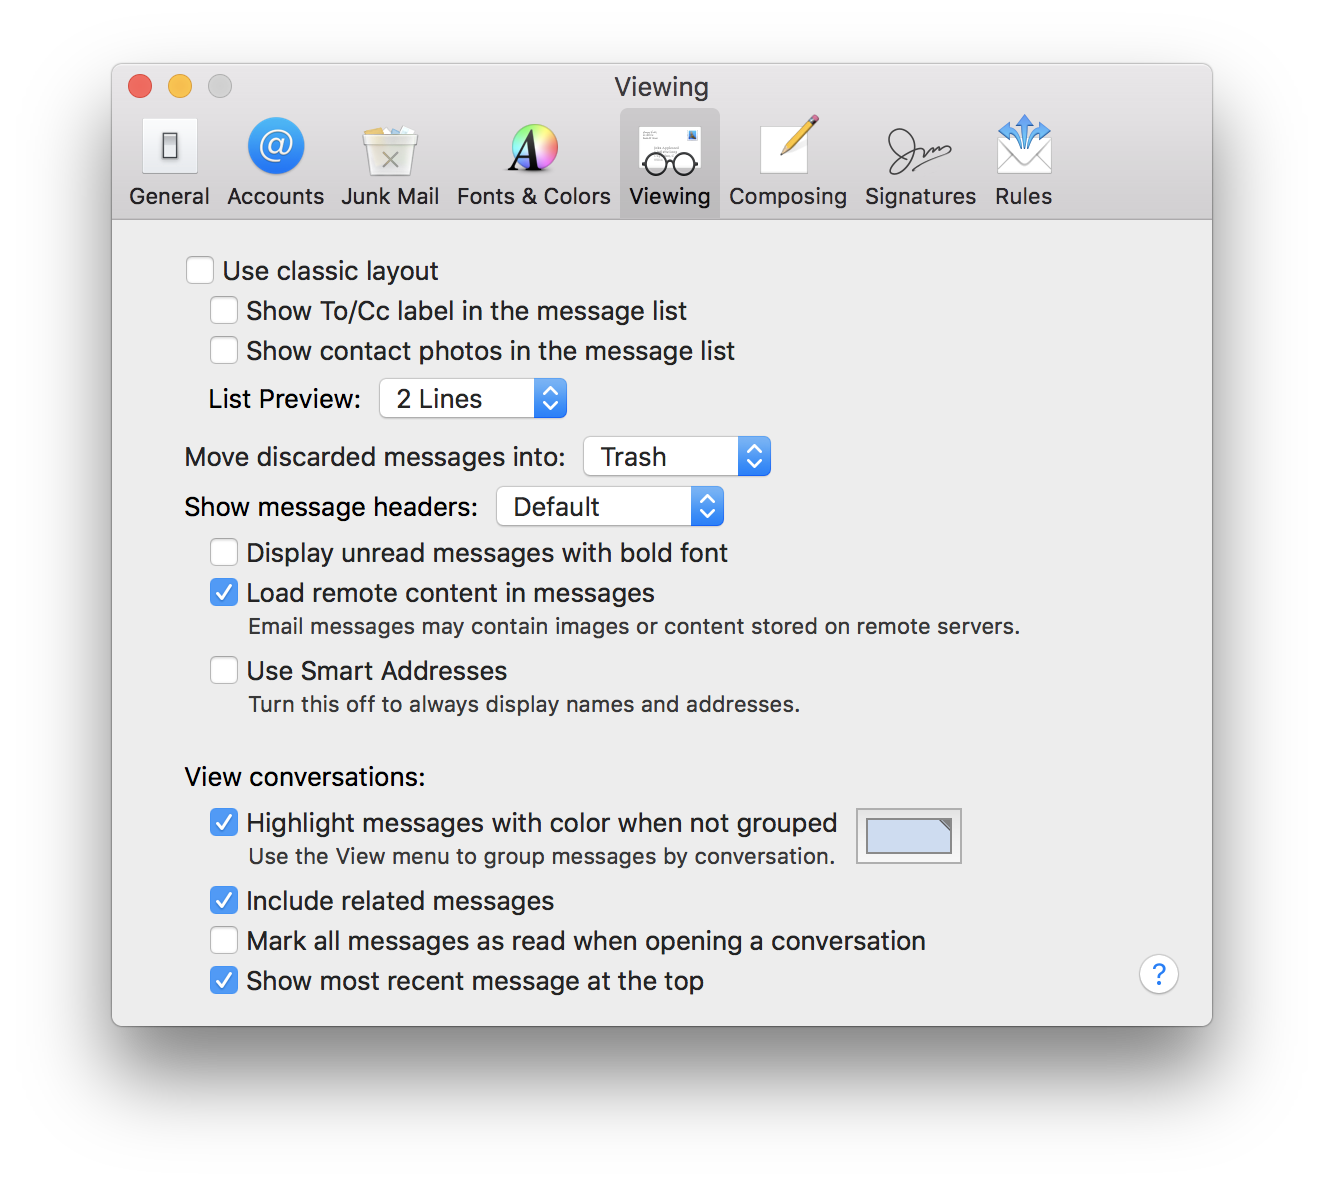 Viewing
General Accounts Junk Mail Fonts & Colors Viewing Composing Signatures Rules
Use classic layout
Show To/Cc label in the message list
Show contact photos in the message list
List Preview: 2 Lines
Move discarded messages into: Trash
Show message headers: Default
Display unread messages with bold font
Load remote content in messages
Email messages may contain images or content stored on remote servers.
Use Smart Addresses
Turn this off to always display names and addresses.
View conversations:
Highlight messages with color when not grouped
Use the View menu to group messages by conversation.
Include related messages
Mark all messages as read when opening a conversation
Show most recent message at the top
?